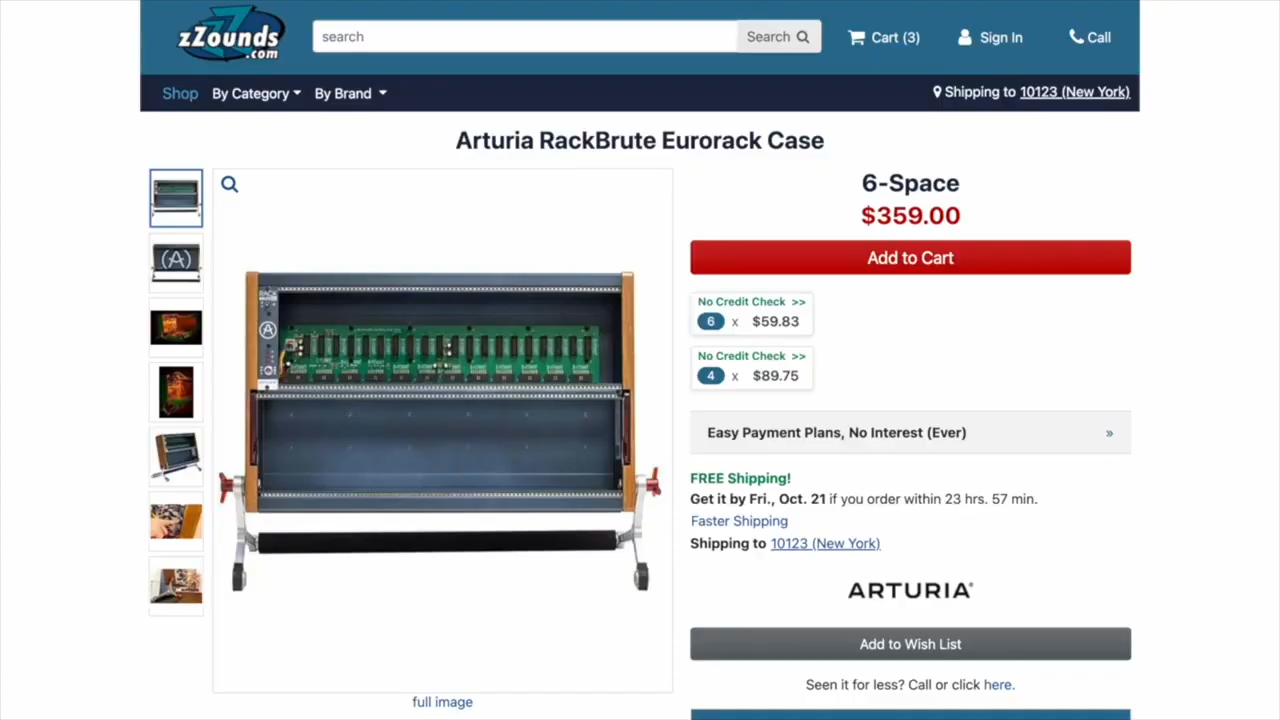 zZounds
.com
search
Search
Cart (3)
Sign In
Call
Shop
By Category
By Brand
Shipping to 10123 (New York)
Arturia RackBrute Eurorack Case
6-Space
$359.00
Add to Cart
No Credit Check >>
6 x $59.83
No Credit Check >>
4 x $89.75
Easy Payment Plans, No Interest (Ever) »
FREE Shipping!
Get it by Fri., Oct. 21 if you order within 23 hrs. 57 min.
Faster Shipping
Shipping to 10123 (New York)
ARTURIA®
Add to Wish List
Seen it for less? Call or click here.
full image